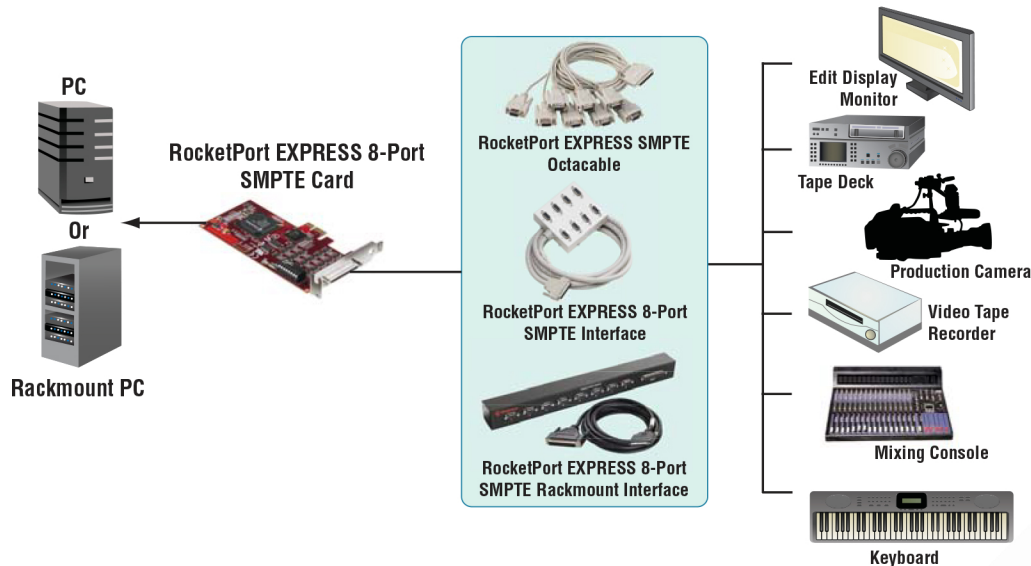 PC
Or
Rackmount PC
RocketPort EXPRESS 8-Port
SMPTE Card
RocketPort EXPRESS SMPTE
Octacable
RocketPort EXPRESS 8-Port
SMPTE Interface
RocketPort EXPRESS 8-Port
SMPTE Rackmount Interface
Edit Display
Monitor
Tape Deck
Production Camera
Video Tape
Recorder
Mixing Console
Keyboard